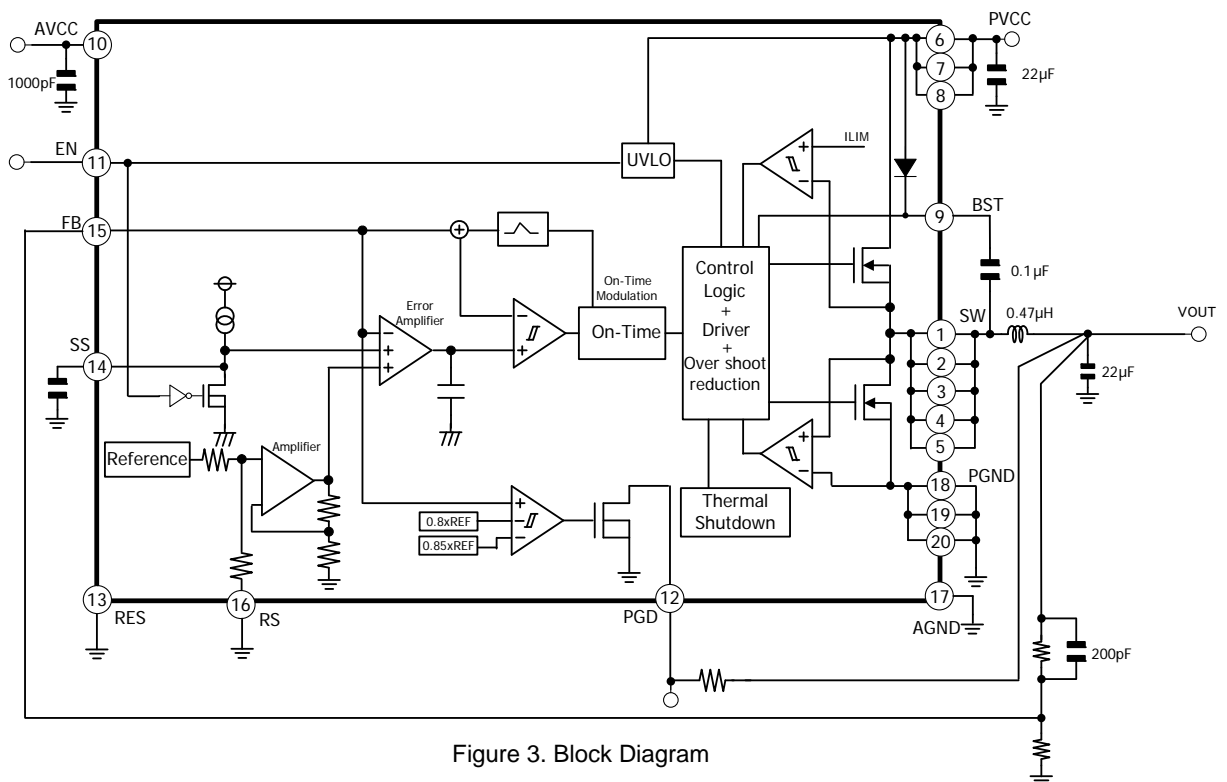 AVCC
10
1000pF
EN
11
FB
15
SS
14
Reference
Amplifier
Error
Amplifier
0.8xREF
0.85xREF
On-Time
Modulation
On-Time
UVLO
ILIM
Control
Logic
+
Driver
+
Over shoot
reduction
Thermal
Shutdown
6
PVCC
7
8
22µF
9
BST
0.1µF
SW
0.47µH
VOUT
1
2
3
4
5
22µF
18
PGND
19
20
13
RES
16
RS
12
PGD
17
AGND
200pF
Figure 3. Block Diagram